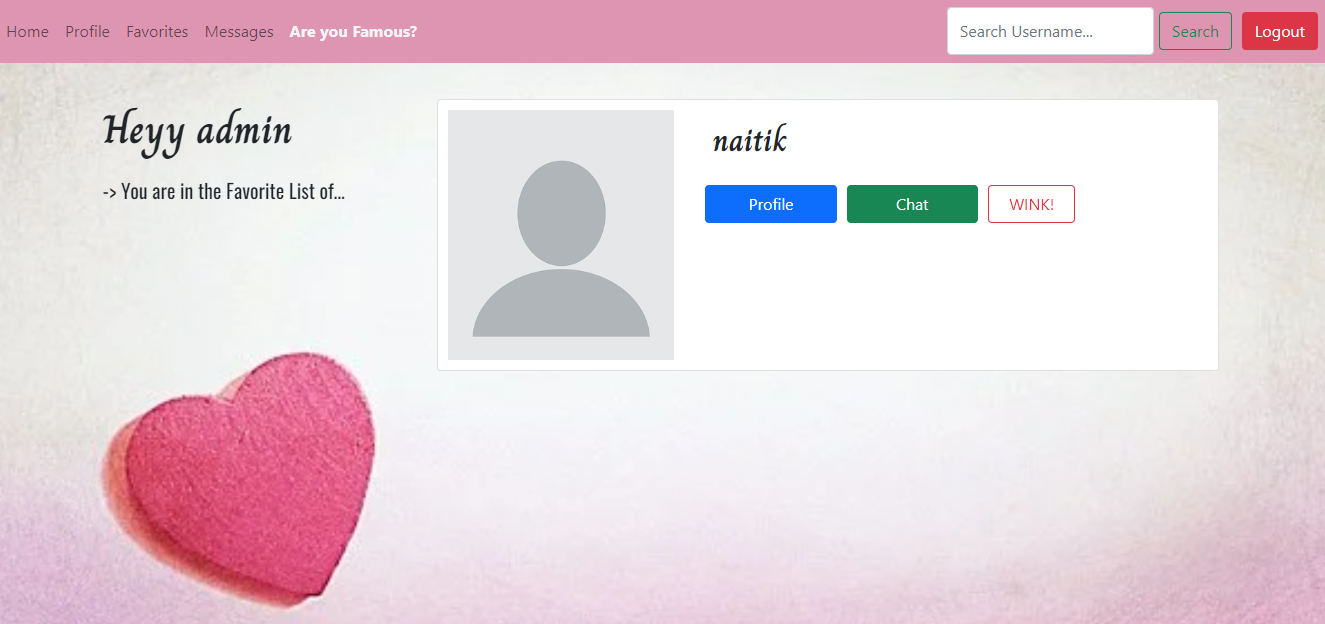 Home Profile Favorites Messages Are you Famous? Search Username... Search Logout
Heyy admin
-> You are in the Favorite List of...
naitik
Profile Chat WINK!